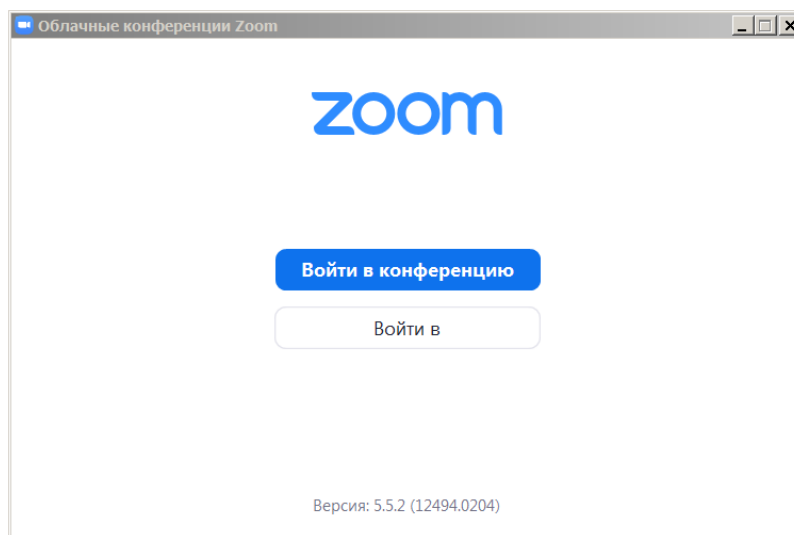 Облачные конференции Zoom
zoom
Войти в конференцию
Войти в
Версия: 5.5.2 (12494.0204)